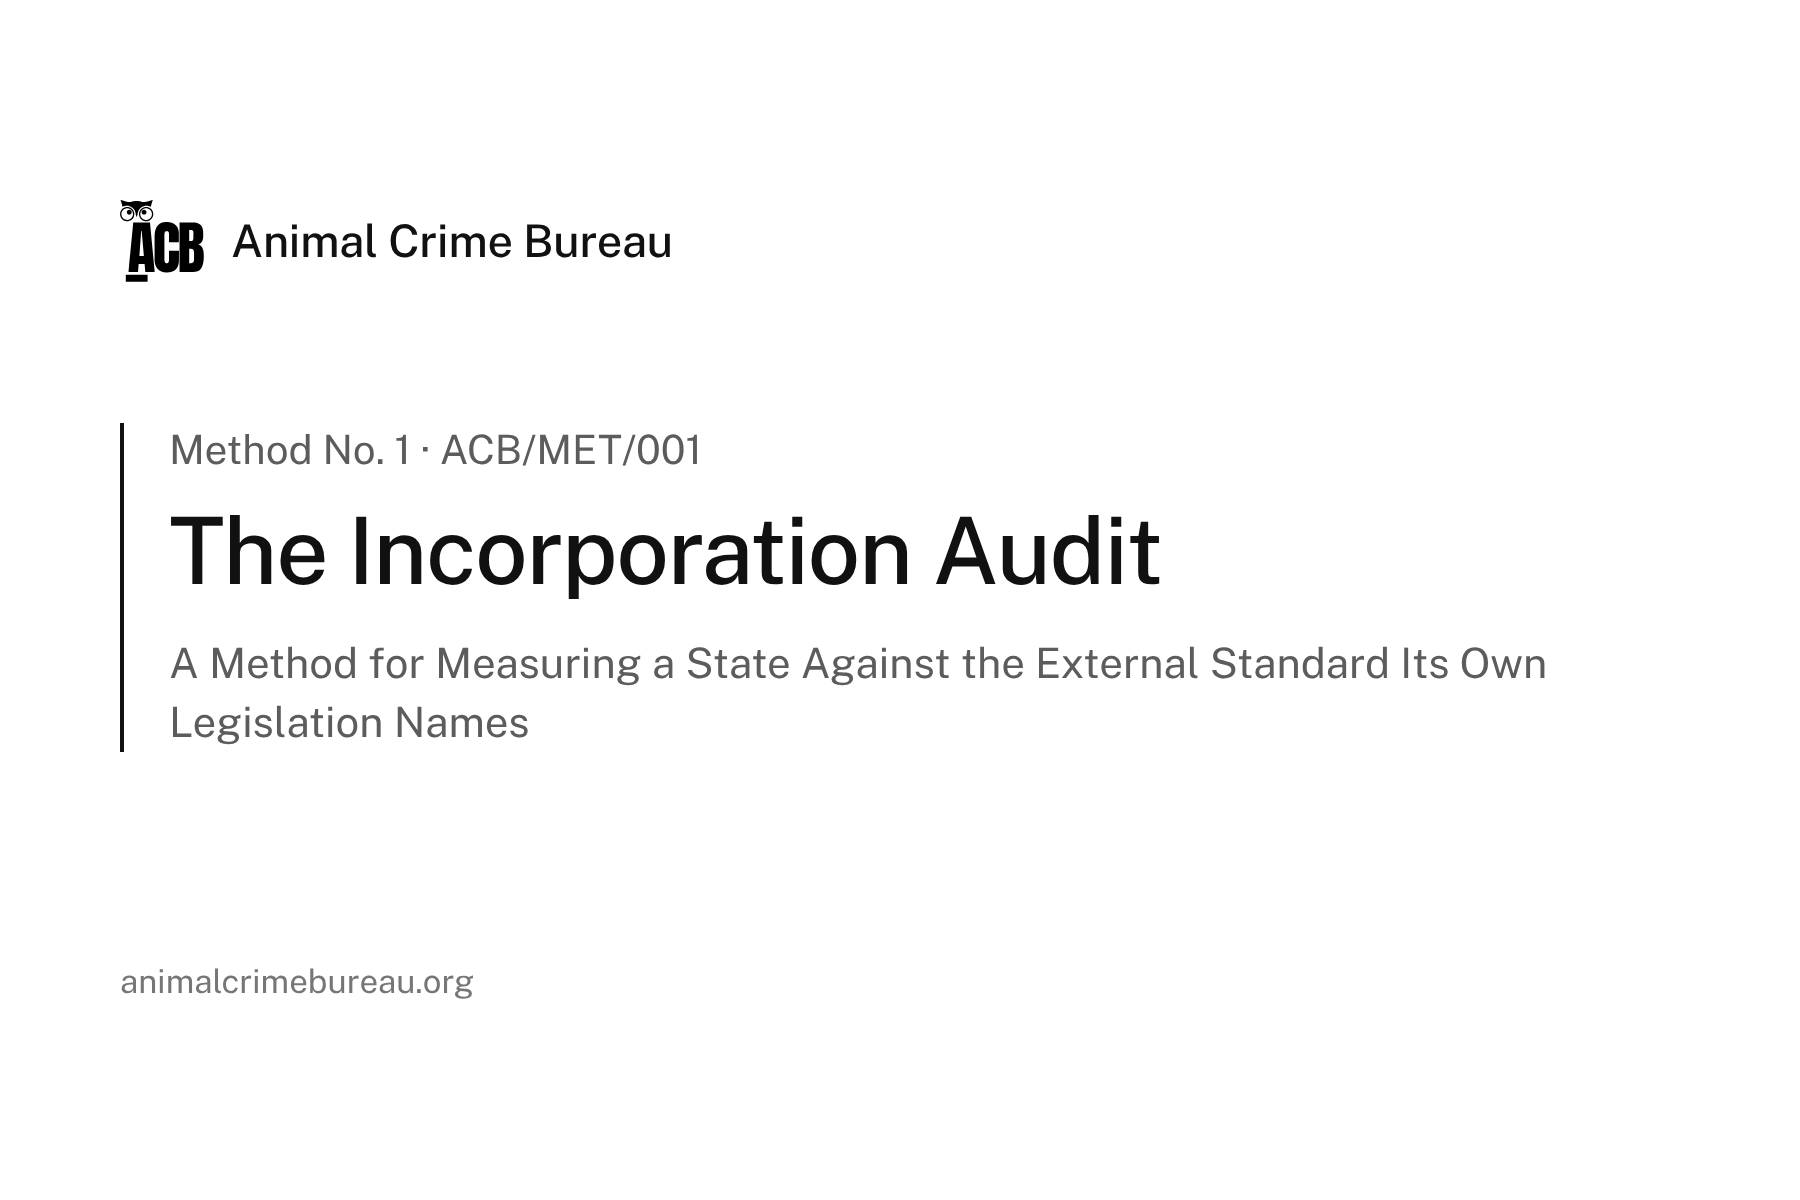 ACB Animal Crime Bureau
Method No. 1 · ACB/MET/001
The Incorporation Audit
A Method for Measuring a State Against the External Standard Its Own
Legislation Names
animalcrimebureau.org